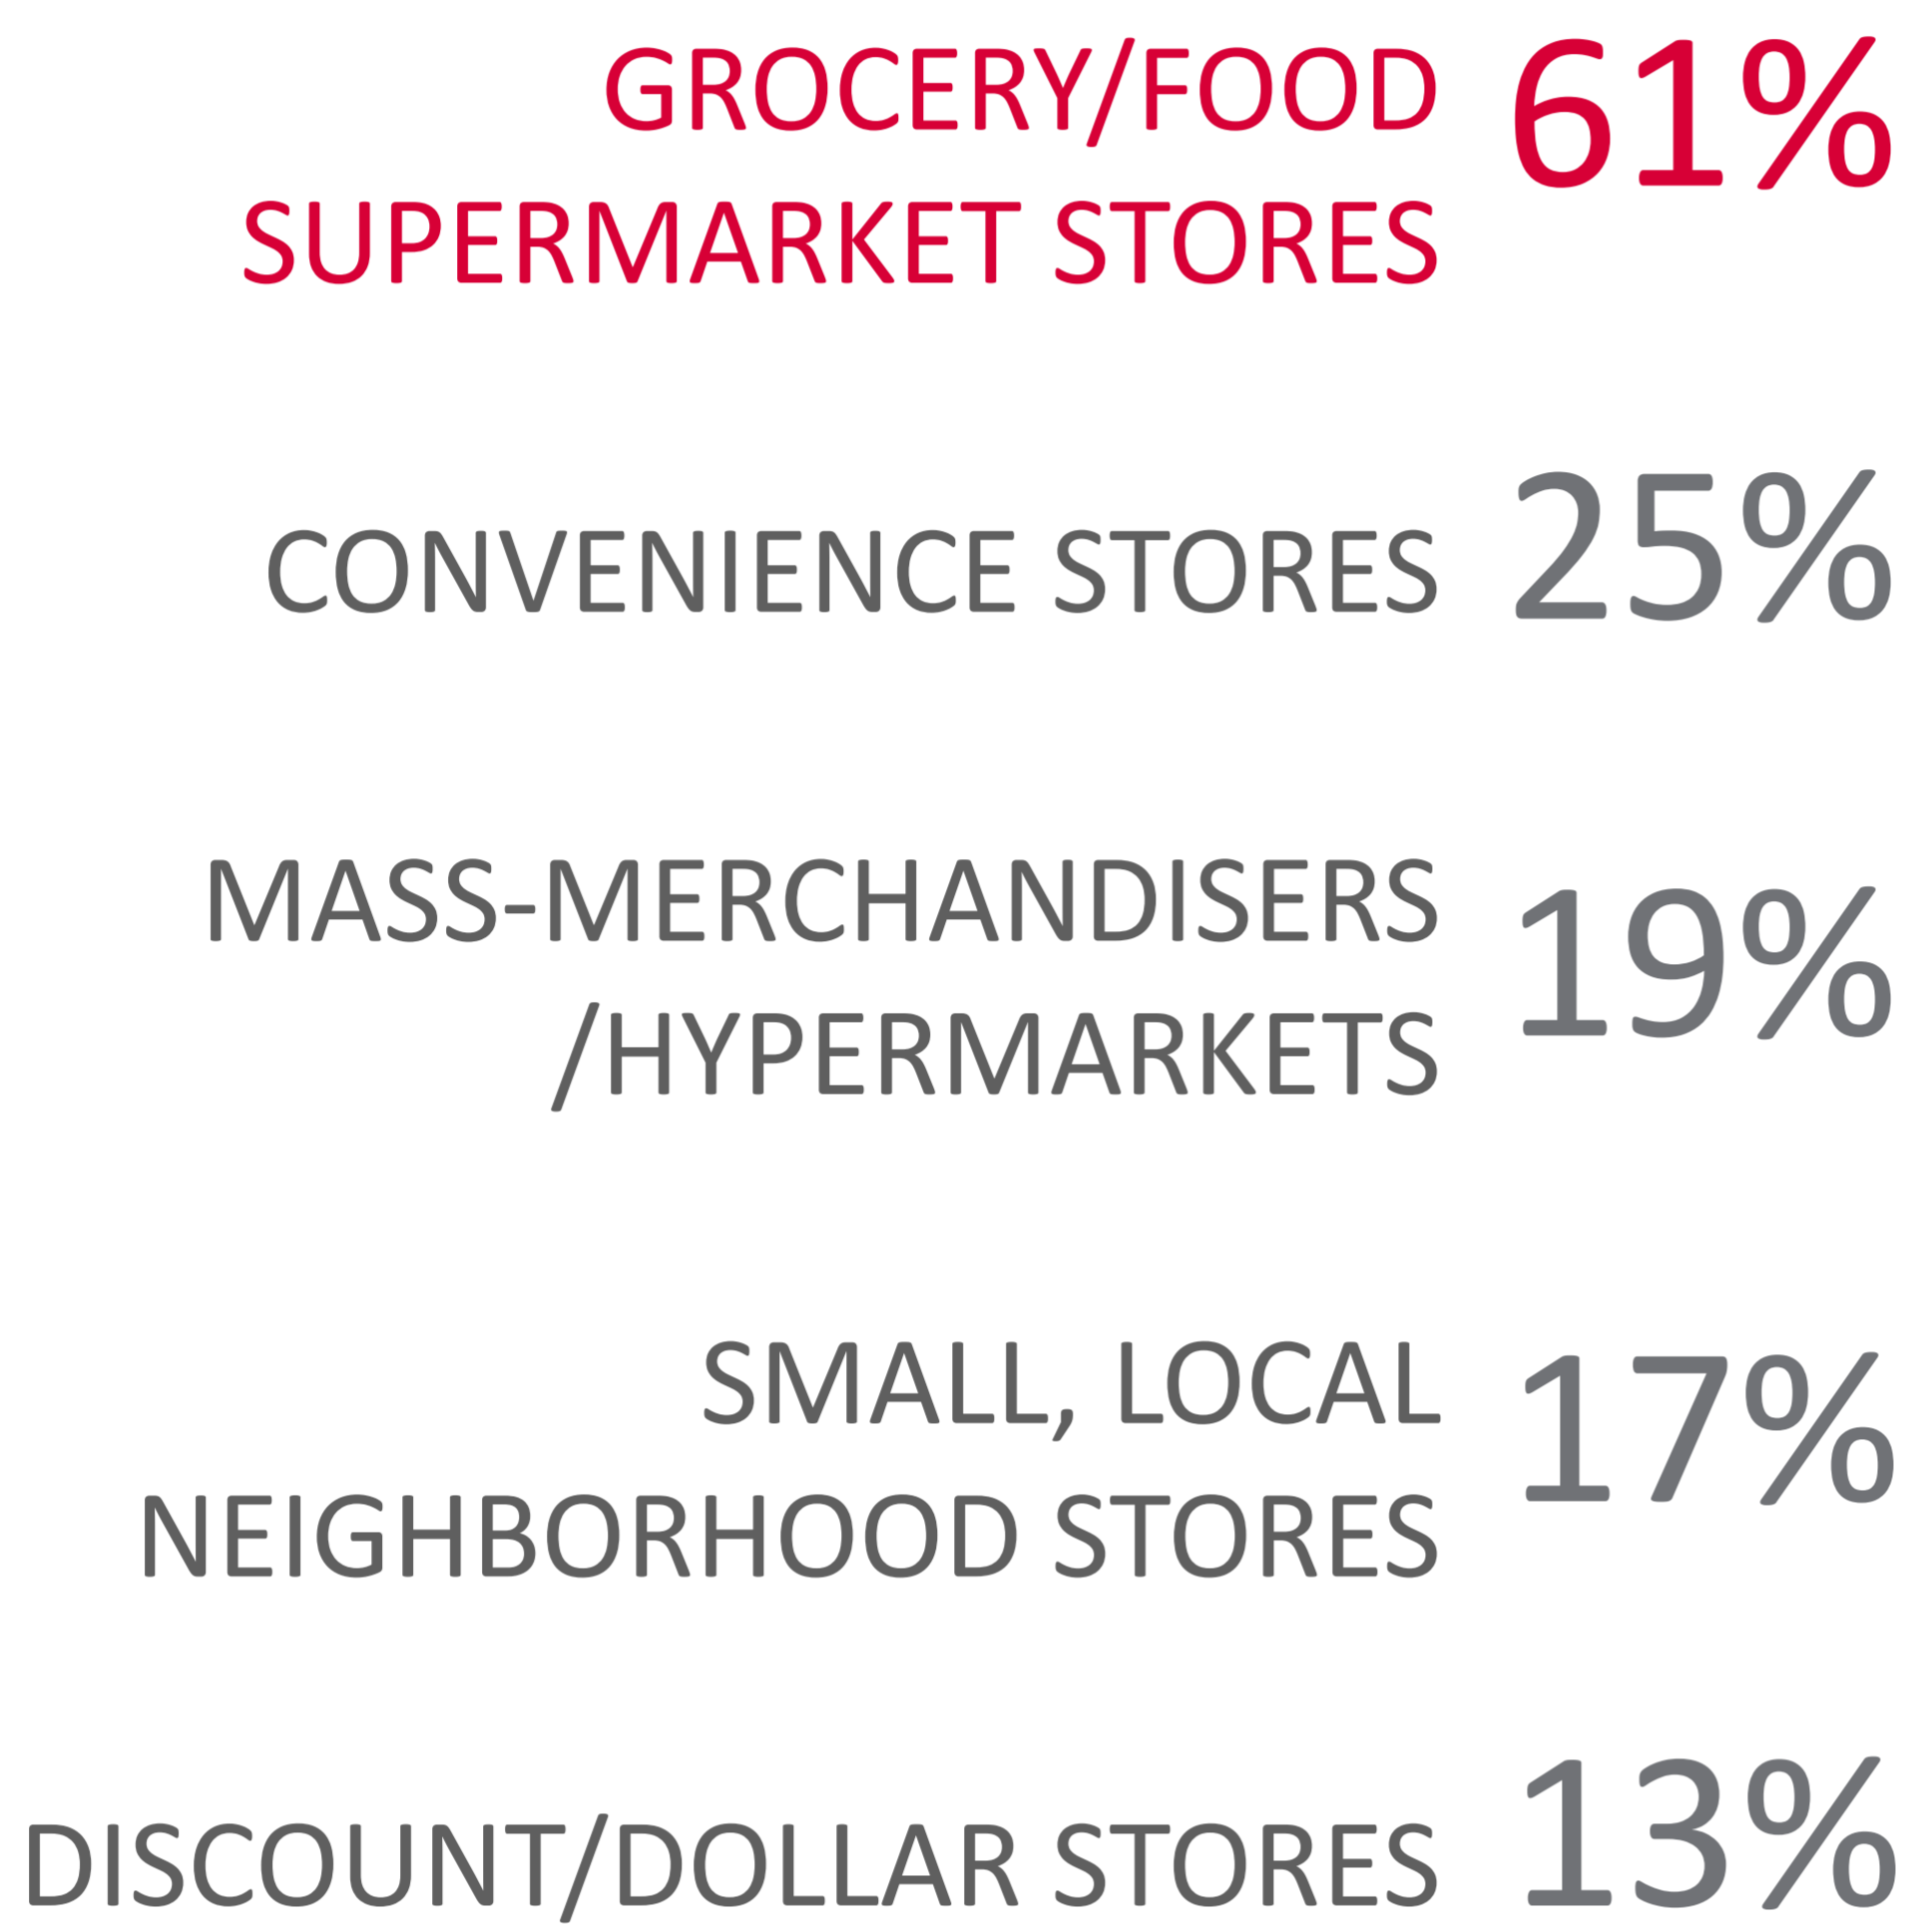 GROCERY/FOOD 61%
SUPERMARKET STORES
CONVENIENCE STORES 25%
MASS-MERCHANDISERS 19%
/HYPERMARKETS
SMALL, LOCAL 17%
NEIGHBORHOOD STORES
DISCOUNT/DOLLAR STORES 13%